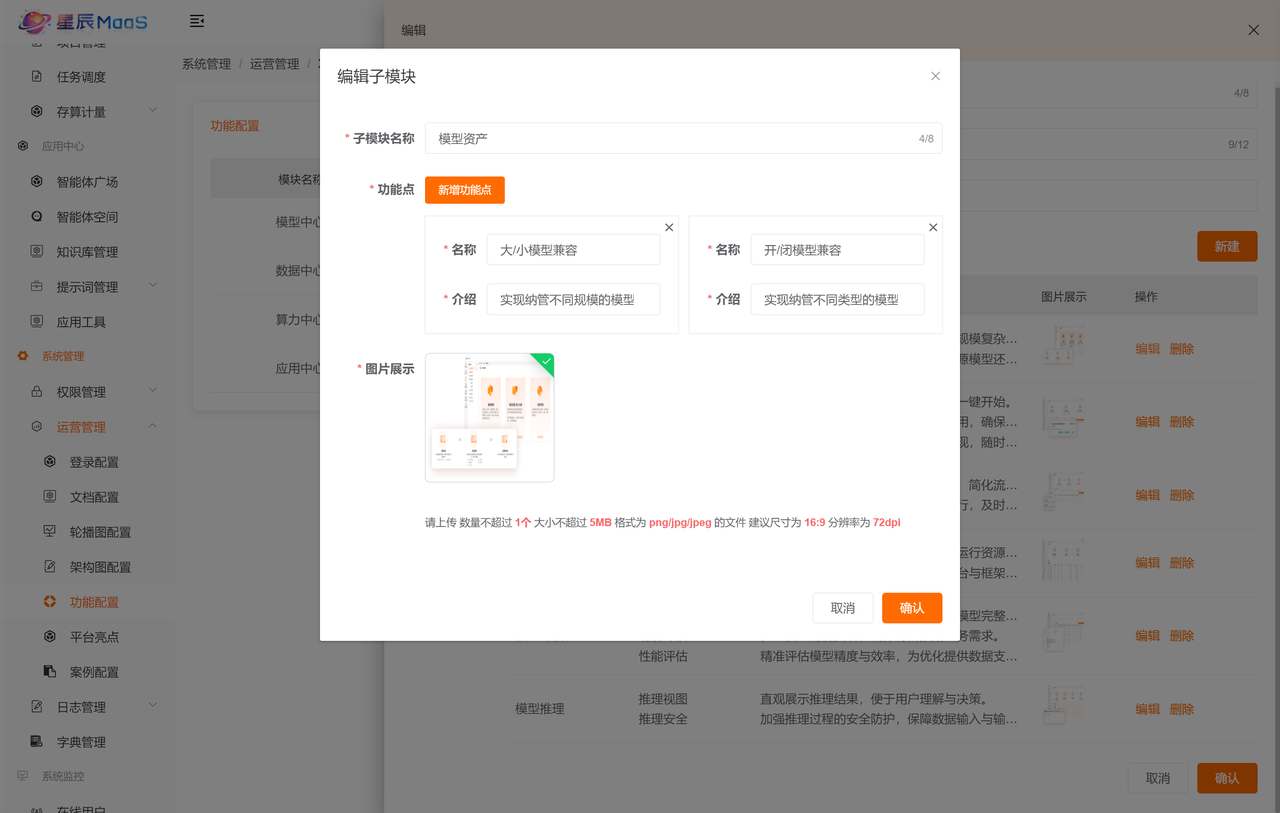 星辰MaaS
编辑
项目管理
任务调度
存算计量
应用中心
智能体广场
智能体空间
知识库管理
提示词管理
应用工具
系统管理
权限管理
运营管理
登录配置
文档配置
轮播图配置
架构图配置
功能配置
平台亮点
案例配置
日志管理
字典管理
系统监控
在线用户
系统管理 / 运营管理 /
功能配置
模块名称
模型中心
数据中心
算力中心
应用中心
编辑子模块
* 子模块名称 模型资产 4/8
* 功能点 新增功能点
* 名称 大/小模型兼容
* 介绍 实现纳管不同规模的模型
* 名称 开/闭模型兼容
* 介绍 实现纳管不同类型的模型
* 图片展示
请上传 数量不超过 1个 大小不超过 5MB 格式为 png/jpg/jpeg 的文件 建议尺寸为 16:9 分辨率为 72dpi
取消 确认
4/8
9/12
新建
图片展示 操作
规模复杂...
源模型还...
编辑 删除
一键开始。
用，确保...
现，随时...
编辑 删除
简化流...
行，及时...
编辑 删除
运行资源...
台与框架...
编辑 删除
模型完整...
务需求。
性能评估 精准评估模型精度与效率，为优化提供数据支...
编辑 删除
模型推理
推理视图 直观展示推理结果，便于用户理解与决策。
推理安全 加强推理过程的安全防护，保障数据输入与输...
编辑 删除
取消 确认